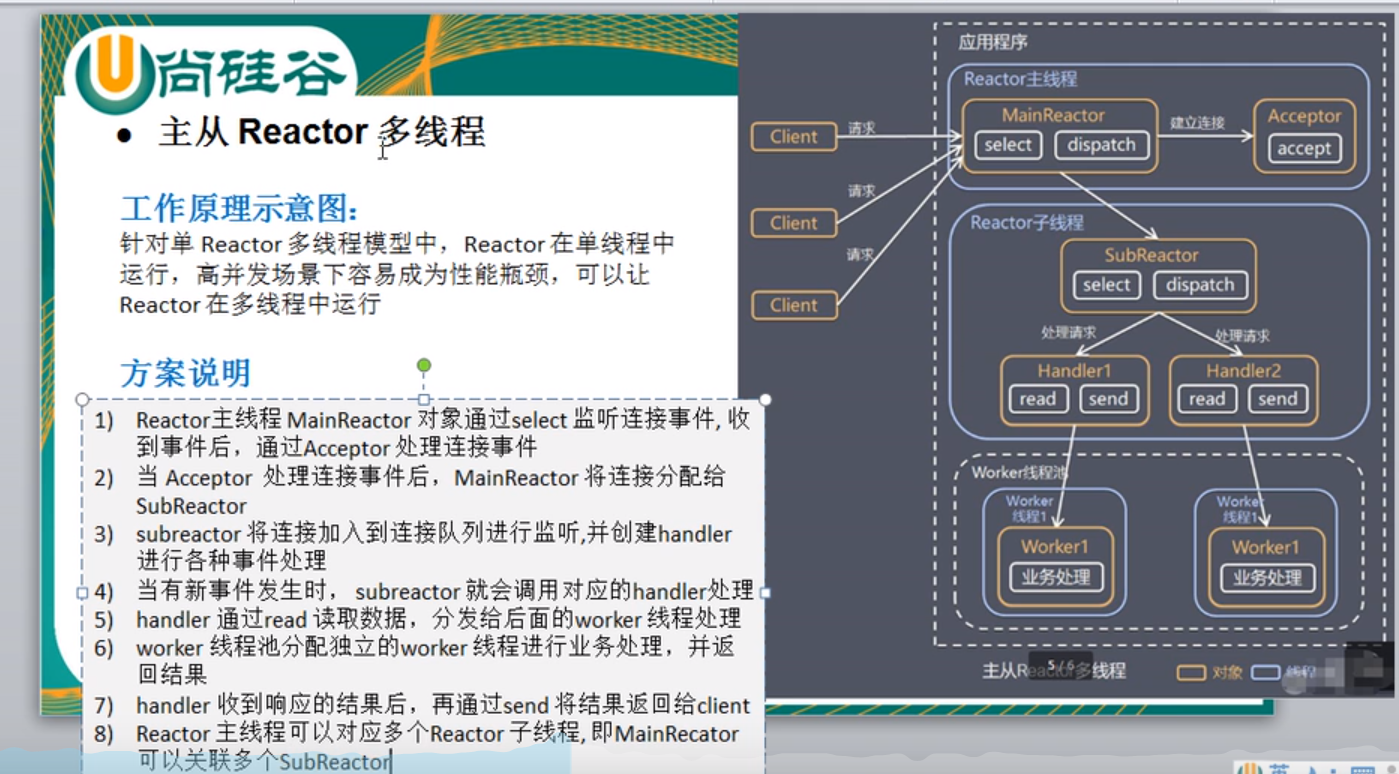 尚硅谷
● 主从 Reactor 多线程
工作原理示意图:
针对单 Reactor 多线程模型中，Reactor 在单线程中
运行，高并发场景下容易成为性能瓶颈，可以让
Reactor 在多线程中运行
方案说明
1) Reactor主线程 MainReactor 对象通过select 监听连接事件, 收
到事件后，通过Acceptor 处理连接事件
2) 当 Acceptor 处理连接事件后，MainReactor 将连接分配给
SubReactor
3) subreactor 将连接加入到连接队列进行监听,并创建handler
进行各种事件处理
4) 当有新事件发生时， subreactor 就会调用对应的handler处理
5) handler 通过read 读取数据，分发给后面的worker 线程处理
6) worker 线程池分配独立的worker 线程进行业务处理，并返
回结果
7) handler 收到响应的结果后，再通过send 将结果返回给client
8) Reactor 主线程可以对应多个Reactor 子线程, 即MainRecator
可以关联多个SubReactor
应用程序
Reactor主线程
MainReactor
select dispatch
建立连接
Acceptor
accept
Client
请求
Client
请求
Client
请求
Reactor子线程
SubReactor
select dispatch
处理请求 处理请求
Handler1
read send
Handler2
read send
Worker线程池
Worker
线程1
Worker1
业务处理
Worker
线程1
Worker1
业务处理
主从Reactor多线程
5 / 6
对象
线程
英